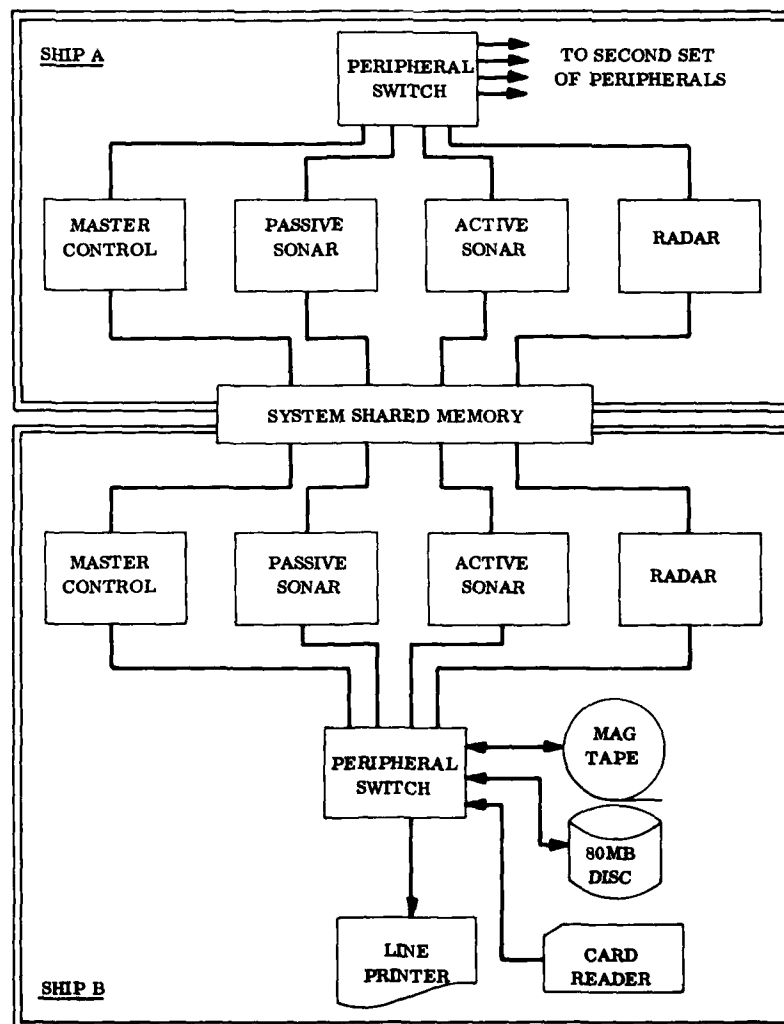 SHIP A
PERIPHERAL
SWITCH
TO SECOND SET
OF PERIPHERALS
MASTER
CONTROL
PASSIVE
SONAR
ACTIVE
SONAR
RADAR
SYSTEM SHARED MEMORY
MASTER
CONTROL
PASSIVE
SONAR
ACTIVE
SONAR
RADAR
PERIPHERAL
SWITCH
MAG
TAPE
80MB
DISC
LINE
PRINTER
CARD
READER
SHIP B